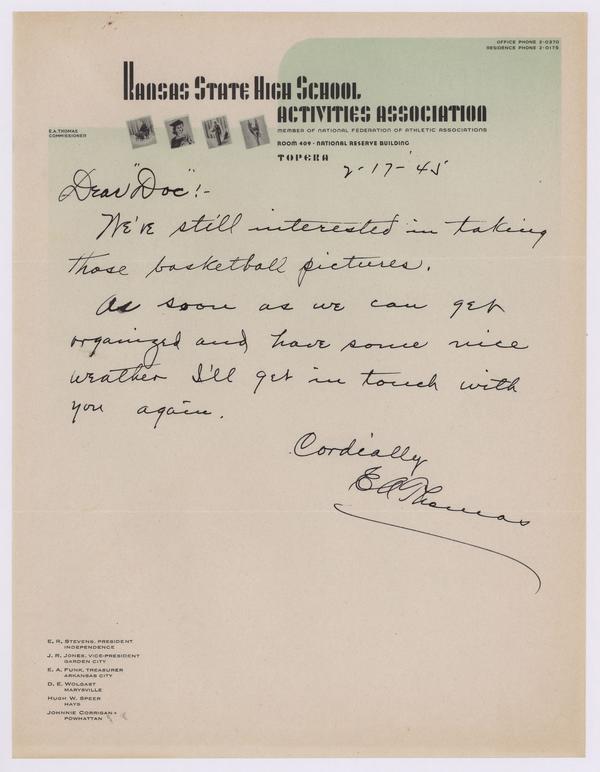 OFFICE PHONE 2-0370
RESIDENCE PHONE 2-0175
KANSAS STATE HIGH SCHOOL
ACTIVITIES ASSOCIATION
E.A. THOMAS
COMMISSIONER
MEMBER OF NATIONAL FEDERATION OF ATHLETIC ASSOCIATIONS
ROOM 409 · NATIONAL RESERVE BUILDING
TOPEKA
2-17-'45
Dear "Doc":-
We've still interested in taking
those basketball pictures.
As soon as we can get
organized and have some nice
weather I'll get in touch with
you again.
Cordially
E A Thomas
E. R. STEVENS, PRESIDENT
INDEPENDENCE
J. R. JONES, VICE-PRESIDENT
GARDEN CITY
E. A. FUNK, TREASURER
ARKANSAS CITY
D. E. WOLGAST
MARYSVILLE
HUGH W. SPEER
HAYS
JOHNNIE CORRIGAN
POWHATTAN